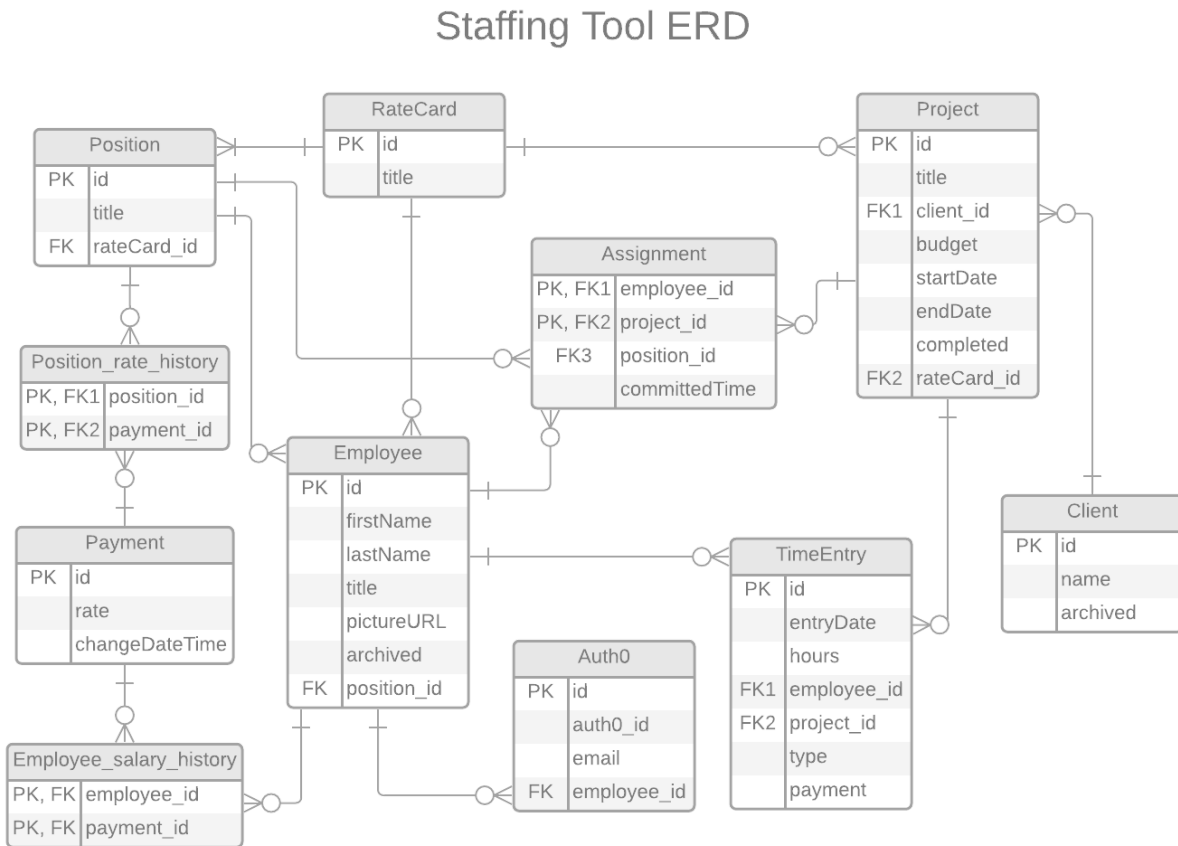 Staffing Tool ERD
RateCard
PK id
title
Project
PK id
title
FK1 client_id
budget
startDate
endDate
completed
FK2 rateCard_id
Position
PK id
title
FK rateCard_id
Assignment
PK, FK1 employee_id
PK, FK2 project_id
FK3 position_id
committedTime
Position_rate_history
PK, FK1 position_id
PK, FK2 payment_id
Employee
PK id
firstName
lastName
title
pictureURL
archived
FK position_id
Client
PK id
name
archived
Payment
PK id
rate
changeDateTime
TimeEntry
PK id
entryDate
hours
FK1 employee_id
FK2 project_id
type
payment
Auth0
PK id
auth0_id
email
FK employee_id
Employee_salary_history
PK, FK employee_id
PK, FK payment_id